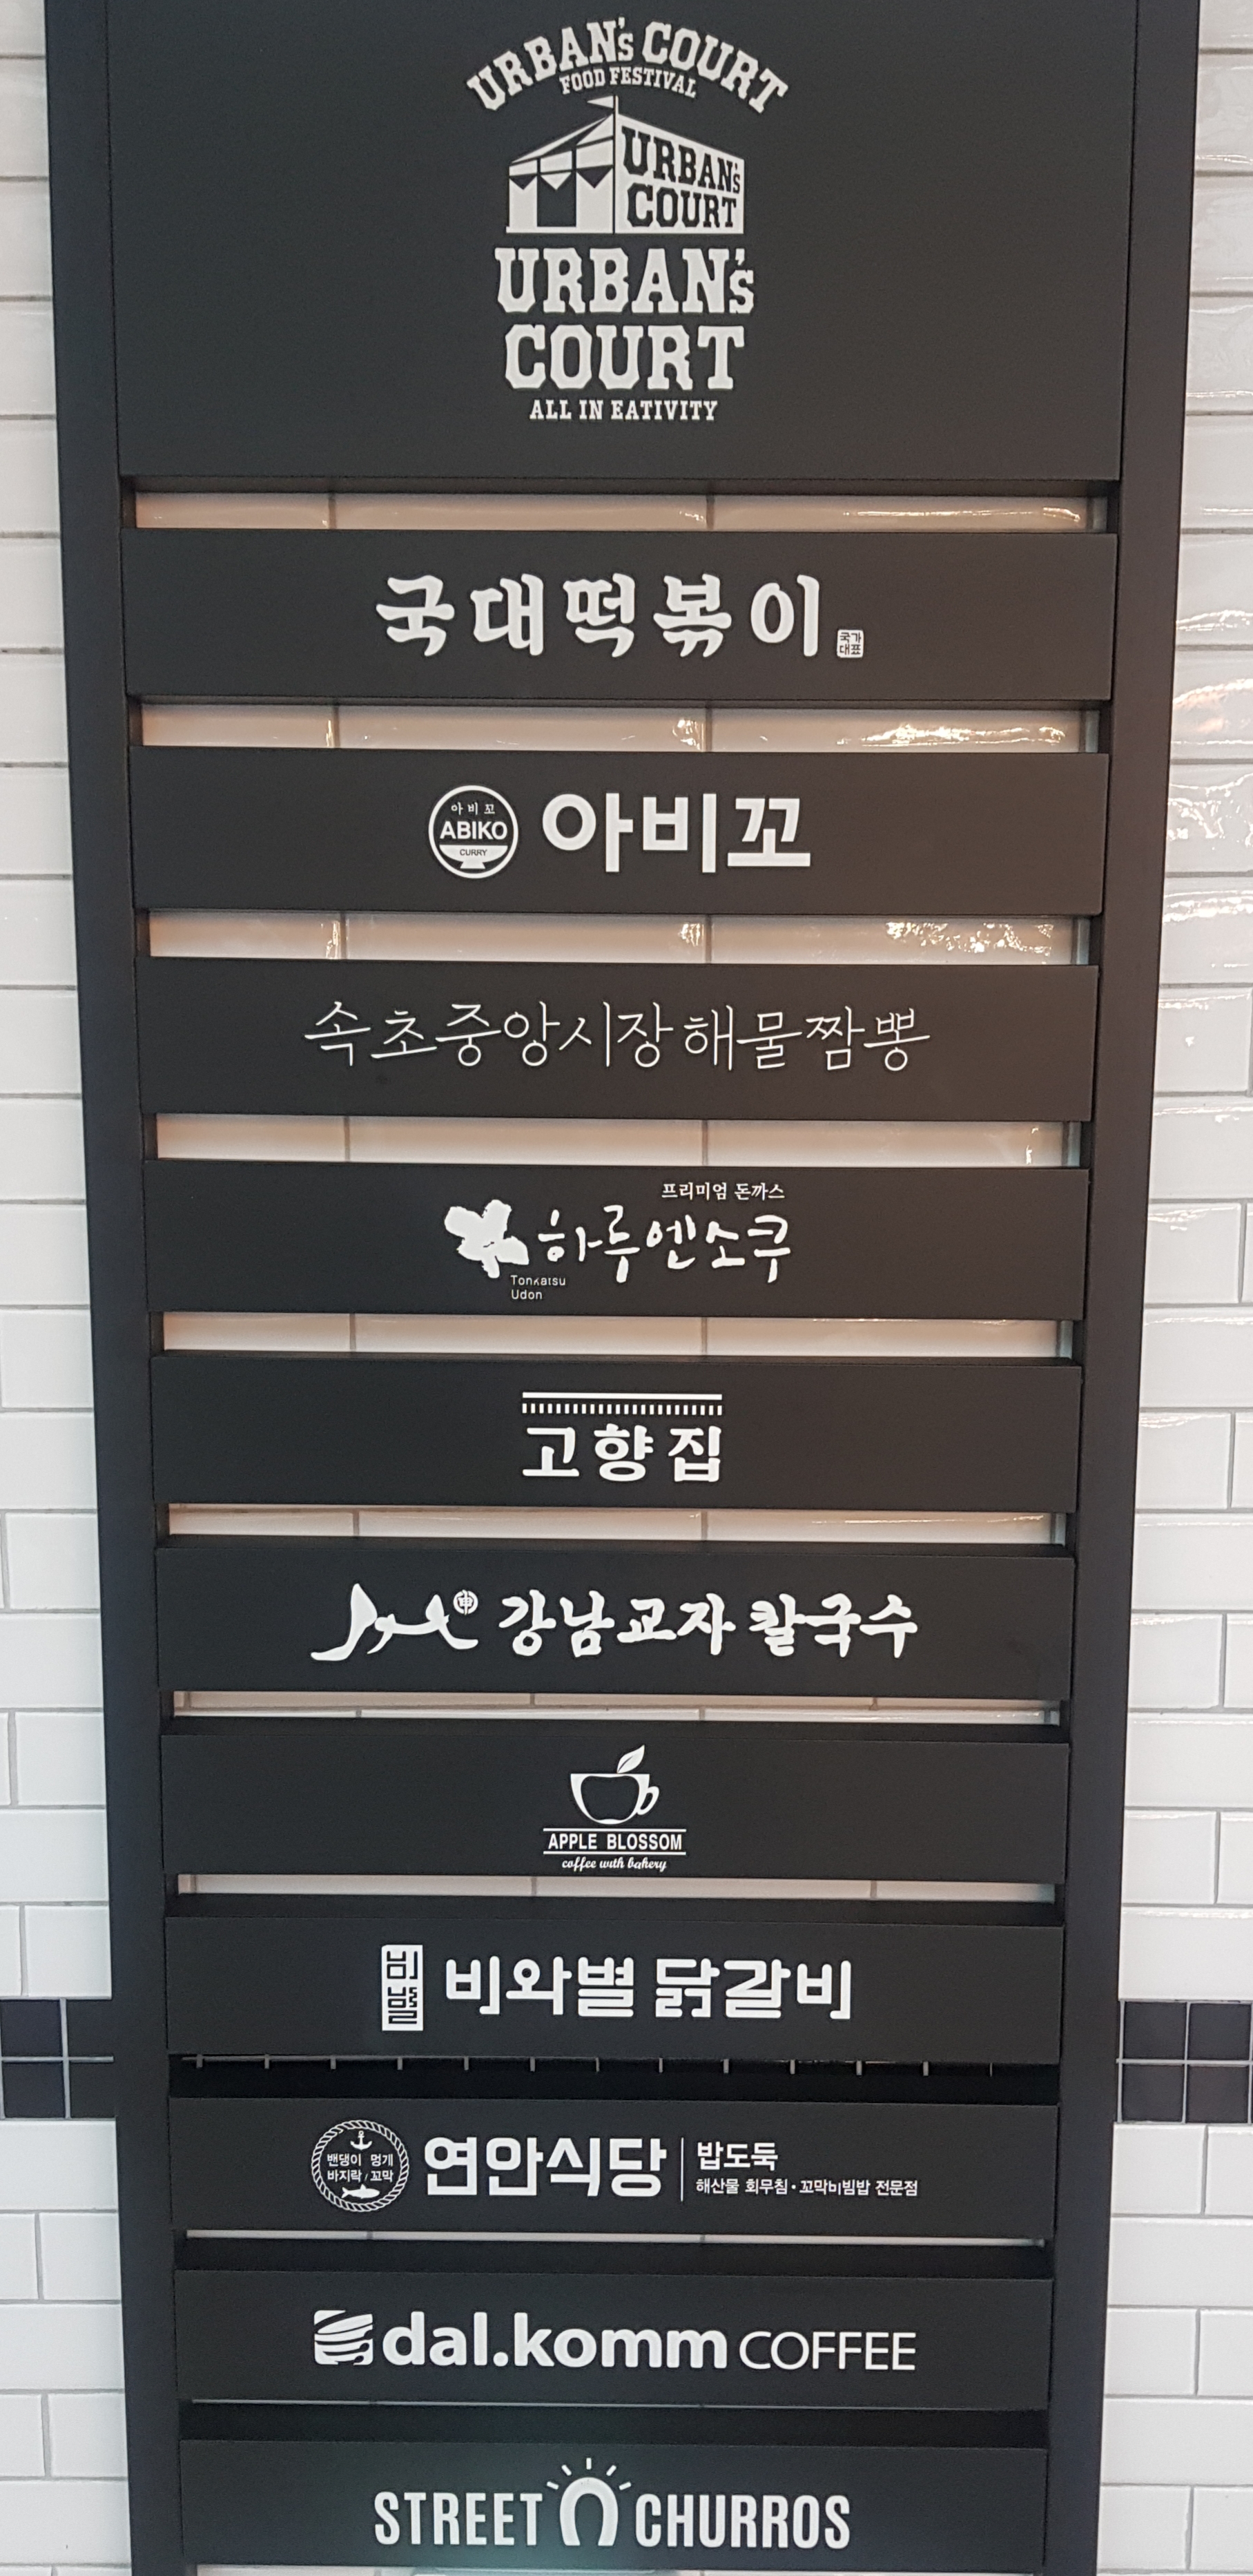 URBAN's COURT
FOOD FESTIVAL
URBAN's
COURT
URBAN's
COURT
ALL IN EATIVITY
국대떡볶이
국가
대표
아비꼬
ABIKO
CURRY
아비꼬
속초중앙시장 해물짬뽕
프리미엄 돈까스
하루엔소쿠
Tonkatsu
Udon
고향집
申
강남교자 칼국수
APPLE BLOSSOM
coffee with bakery
비별
비와별 닭갈비
밴댕이 멍게
바지락 / 꼬막
연안식당
밥도둑
해산물 회무침 • 꼬막비빔밥 전문점
dal.komm COFFEE
STREET CHURROS